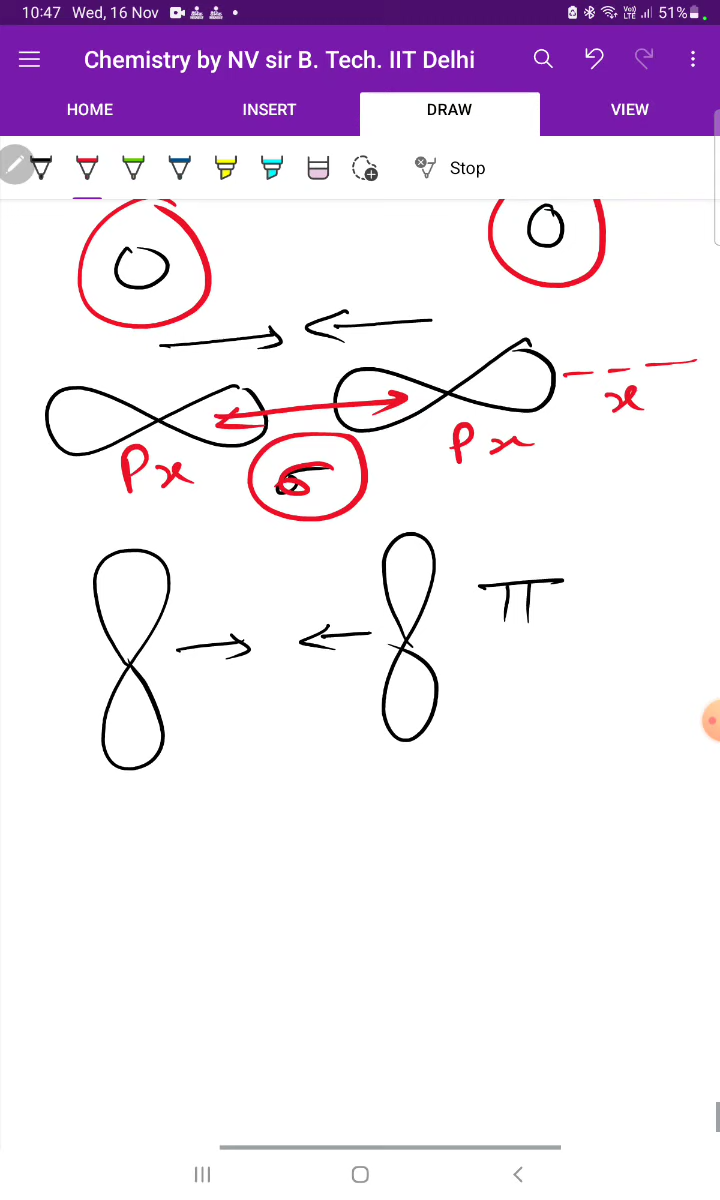 10:47 Wed, 16 Nov
51%
Chemistry by NV sir B. Tech. IIT Delhi
HOME INSERT DRAW VIEW
Stop
x
Px Px
σ
π